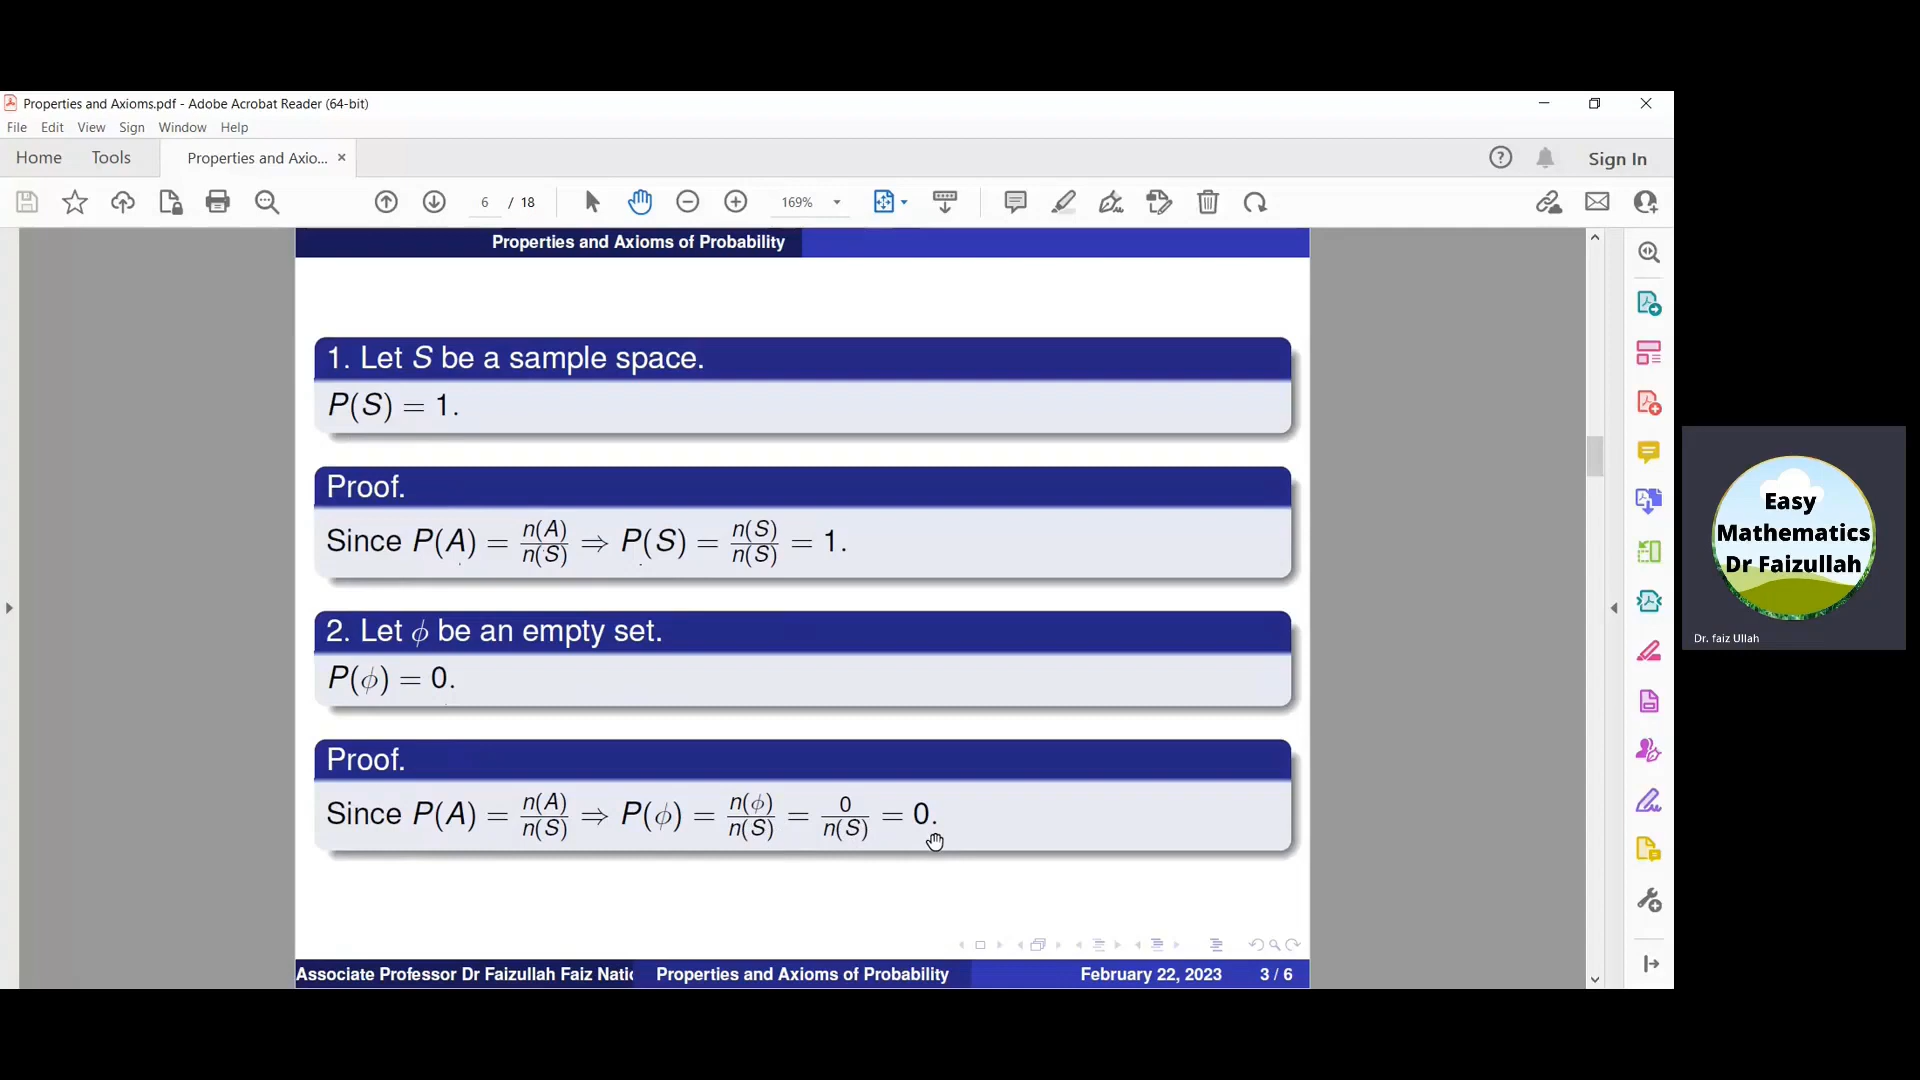 Properties and Axioms.pdf - Adobe Acrobat Reader (64-bit)
File Edit View Sign Window Help
Home Tools Properties and Axio... × Sign In
6 / 18 169%
Properties and Axioms of Probability
1. Let S be a sample space.
P(S) = 1.
Proof.
Since P(A) = n(A)/n(S) ⇒ P(S) = n(S)/n(S) = 1.
2. Let ϕ be an empty set.
P(ϕ) = 0.
Proof.
Since P(A) = n(A)/n(S) ⇒ P(ϕ) = n(ϕ)/n(S) = 0/n(S) = 0.
Associate Professor Dr Faizullah Faiz Natio Properties and Axioms of Probability February 22, 2023 3 / 6
Easy
Mathematics
Dr Faizullah
Dr. faiz Ullah